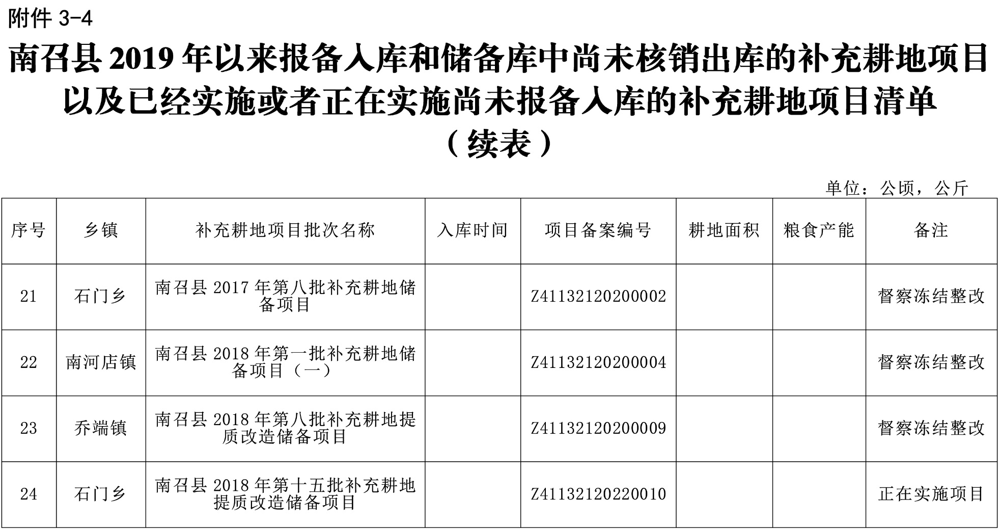 附件 3-4
南召县 2019 年以来报备入库和储备库中尚未核销出库的补充耕地项目
以及已经实施或者正在实施尚未报备入库的补充耕地项目清单
（续表）
单位：公顷，公斤
序号 乡镇 补充耕地项目批次名称 入库时间 项目备案编号 耕地面积 粮食产能 备注
21 石门乡 南召县 2017 年第八批补充耕地储
备项目 Z41132120200002 督察冻结整改
22 南河店镇 南召县 2018 年第一批补充耕地储
备项目（一） Z41132120200004 督察冻结整改
23 乔端镇 南召县 2018 年第八批补充耕地提
质改造储备项目 Z41132120200009 督察冻结整改
24 石门乡 南召县 2018 年第十五批补充耕地
提质改造储备项目 Z41132120220010 正在实施项目